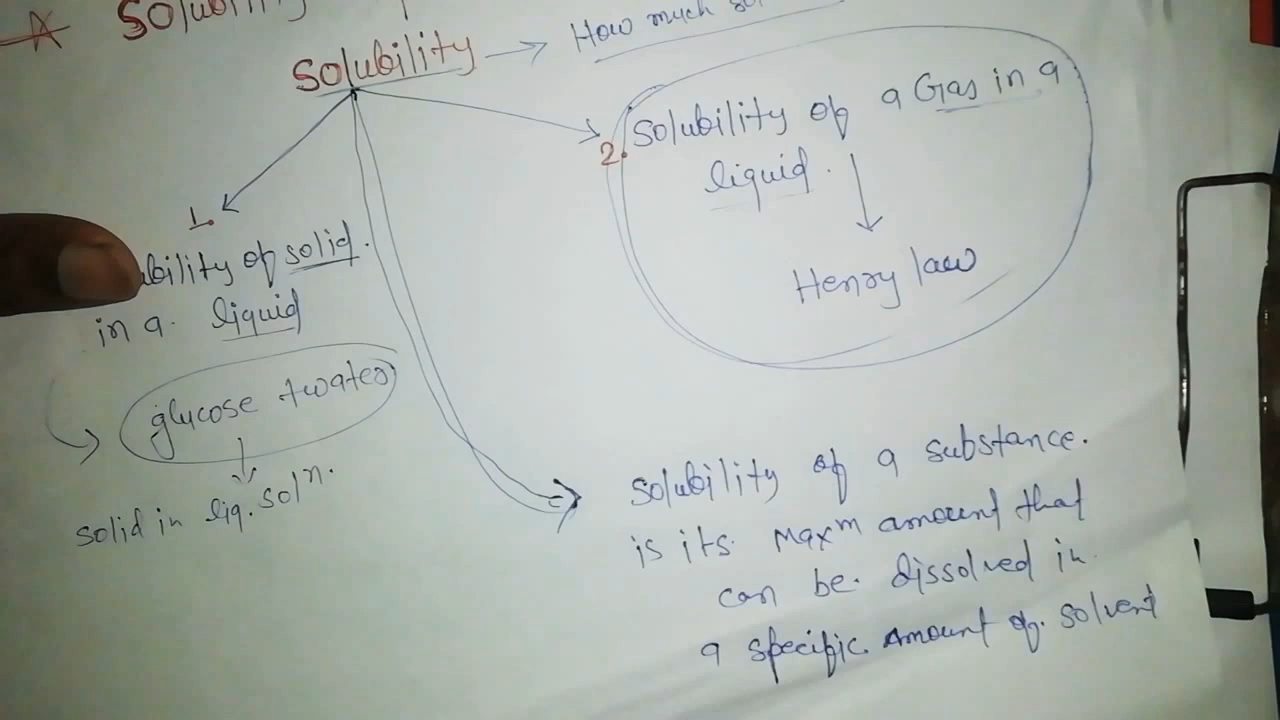 Solubility
Solubility → How much
1.
solid.
in a. liquid
glucose + water
solid in liq. solⁿ.
2. Solubility of a Gas in a
liquid.
Henry law
Solubility of a substance.
is its. Maxᵐ amount that
can be. dissolved in
a specific. Amount of. solvent